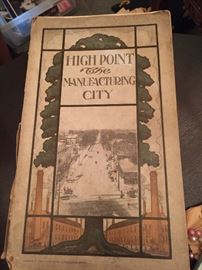 HIGH POINT
The
MANUFACTURING
CITY